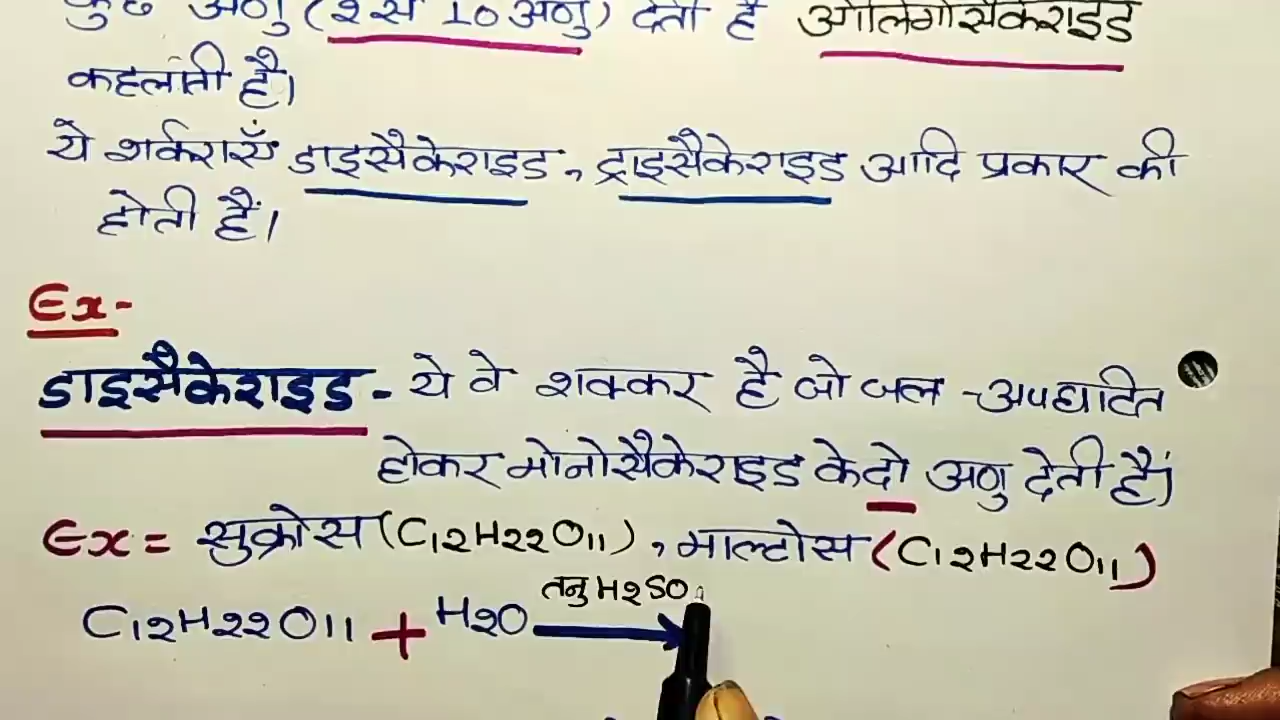 कुछ अणु (2 से 10 अणु) देती है ओलिगोसैकेराइड
कहलाती है।
ये शर्कराएँ डाइसैकेराइड, ट्राइसैकेराइड आदि प्रकार की
होती हैं।
Ex-
डाइसैकेराइड - ये वे शक्कर है जो जल-अपघटित
होकर मोनोसैकेराइड के दो अणु देती है।
Ex = सुक्रोस (C12H22O11), माल्टोस (C12H22O11)
तनु H2SO
C12H22O11 + H2O